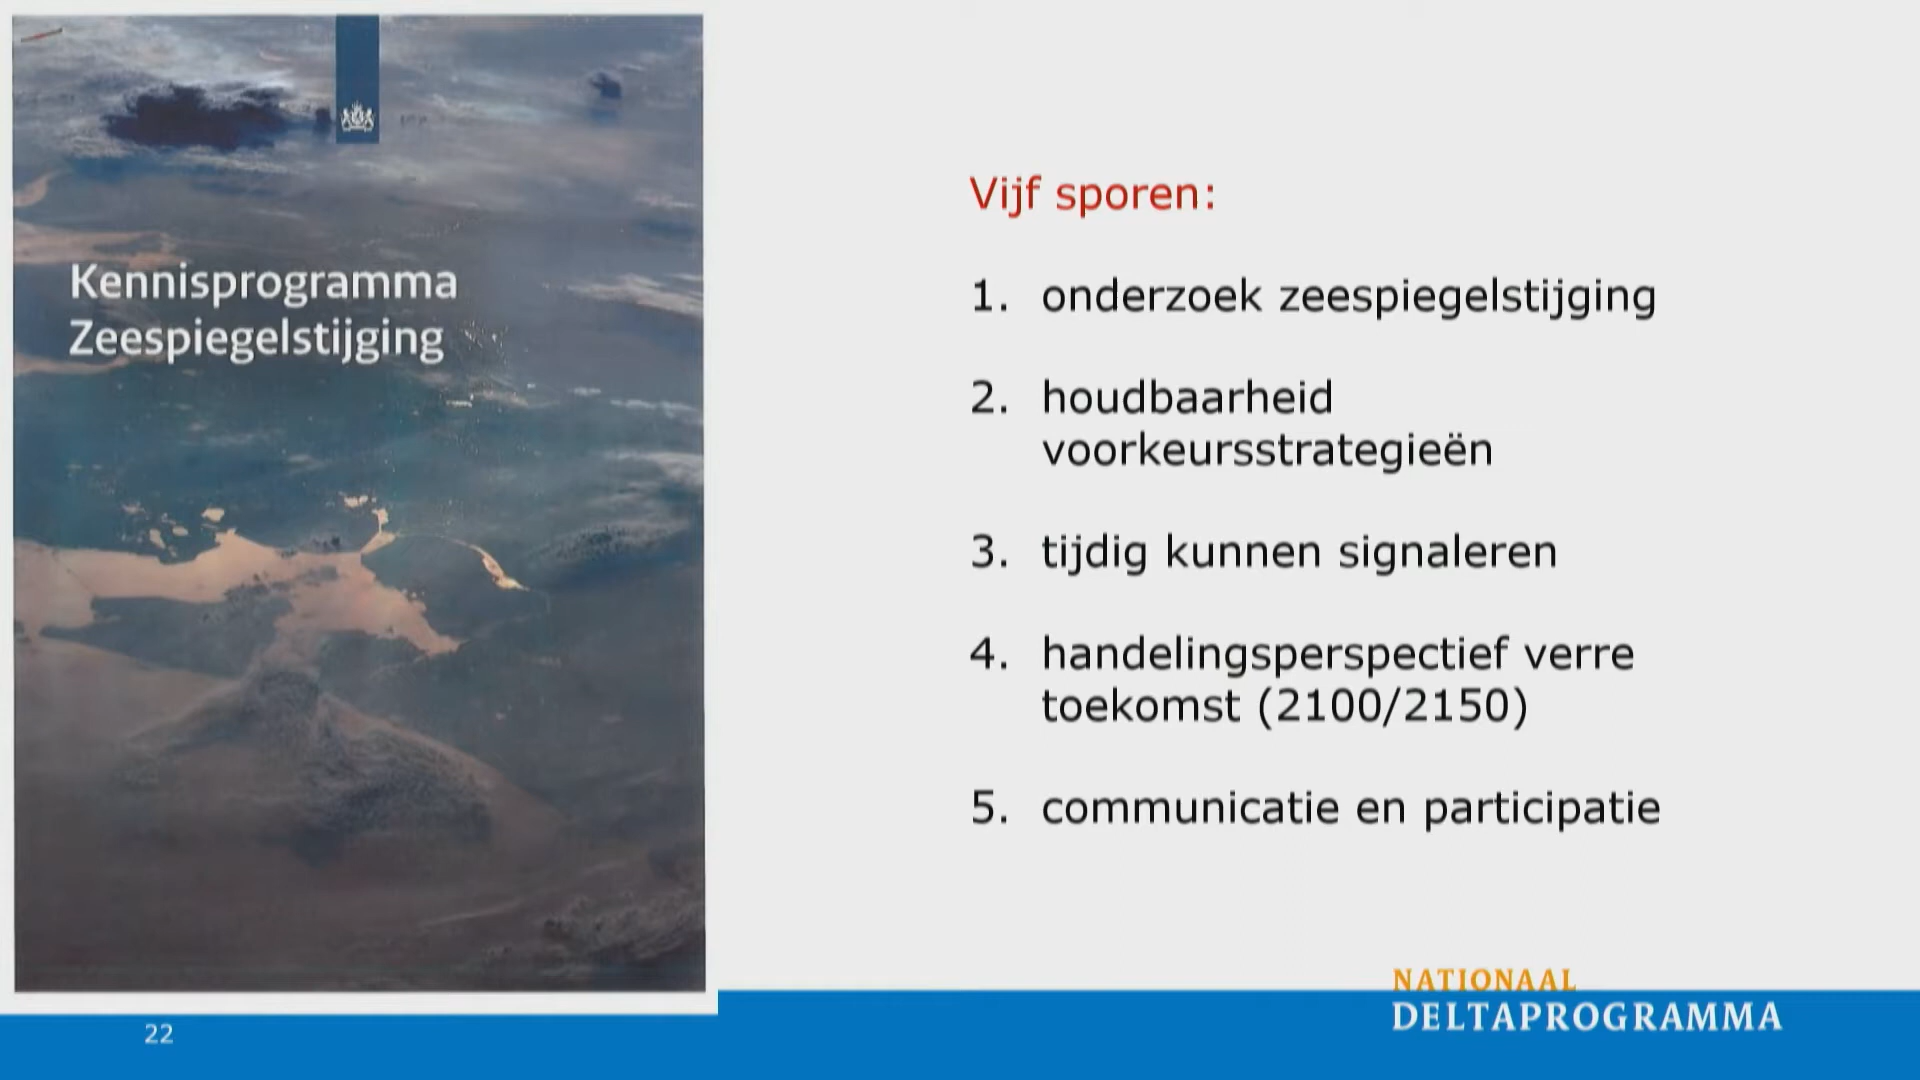 Kennisprogramma
Zeespiegelstijging
Vijf sporen:
1. onderzoek zeespiegelstijging
2. houdbaarheid
voorkeursstrategieën
3. tijdig kunnen signaleren
4. handelingsperspectief verre
toekomst (2100/2150)
5. communicatie en participatie
NATIONAAL
DELTAPROGRAMMA
22